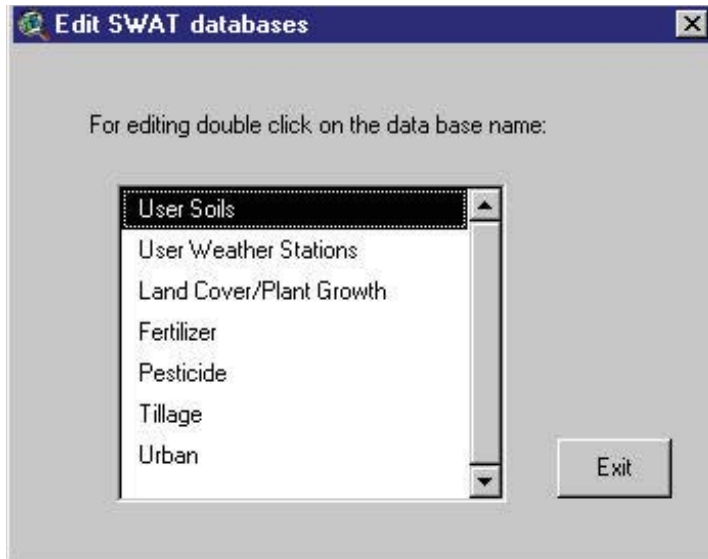 Edit SWAT databases
For editing double click on the data base name:
User Soils
User Weather Stations
Land Cover/Plant Growth
Fertilizer
Pesticide
Tillage
Urban
Exit